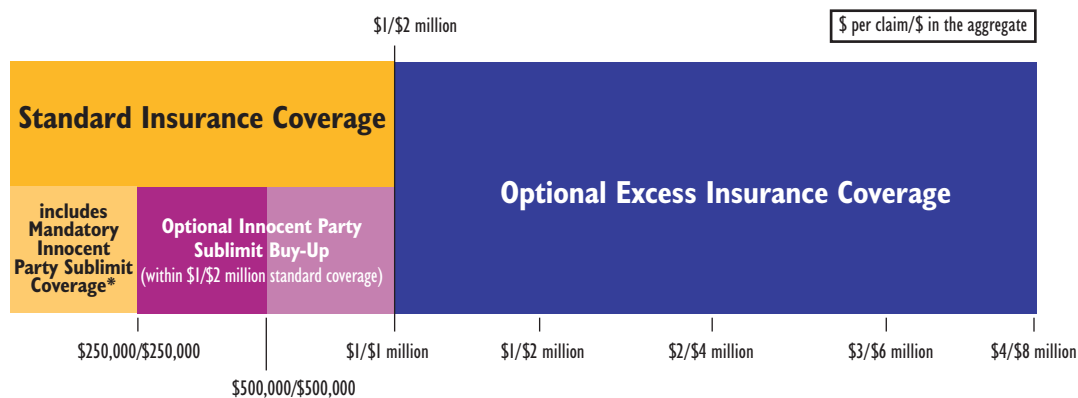 $1/$2 million
$ per claim/$ in the aggregate
Standard Insurance Coverage
Optional Excess Insurance Coverage
includes
Mandatory
Innocent
Party Sublimit
Coverage*
Optional Innocent Party
Sublimit Buy-Up
(within $1/$2 million standard coverage)
$250,000/$250,000
$500,000/$500,000
$1/$1 million
$1/$2 million
$2/$4 million
$3/$6 million
$4/$8 million